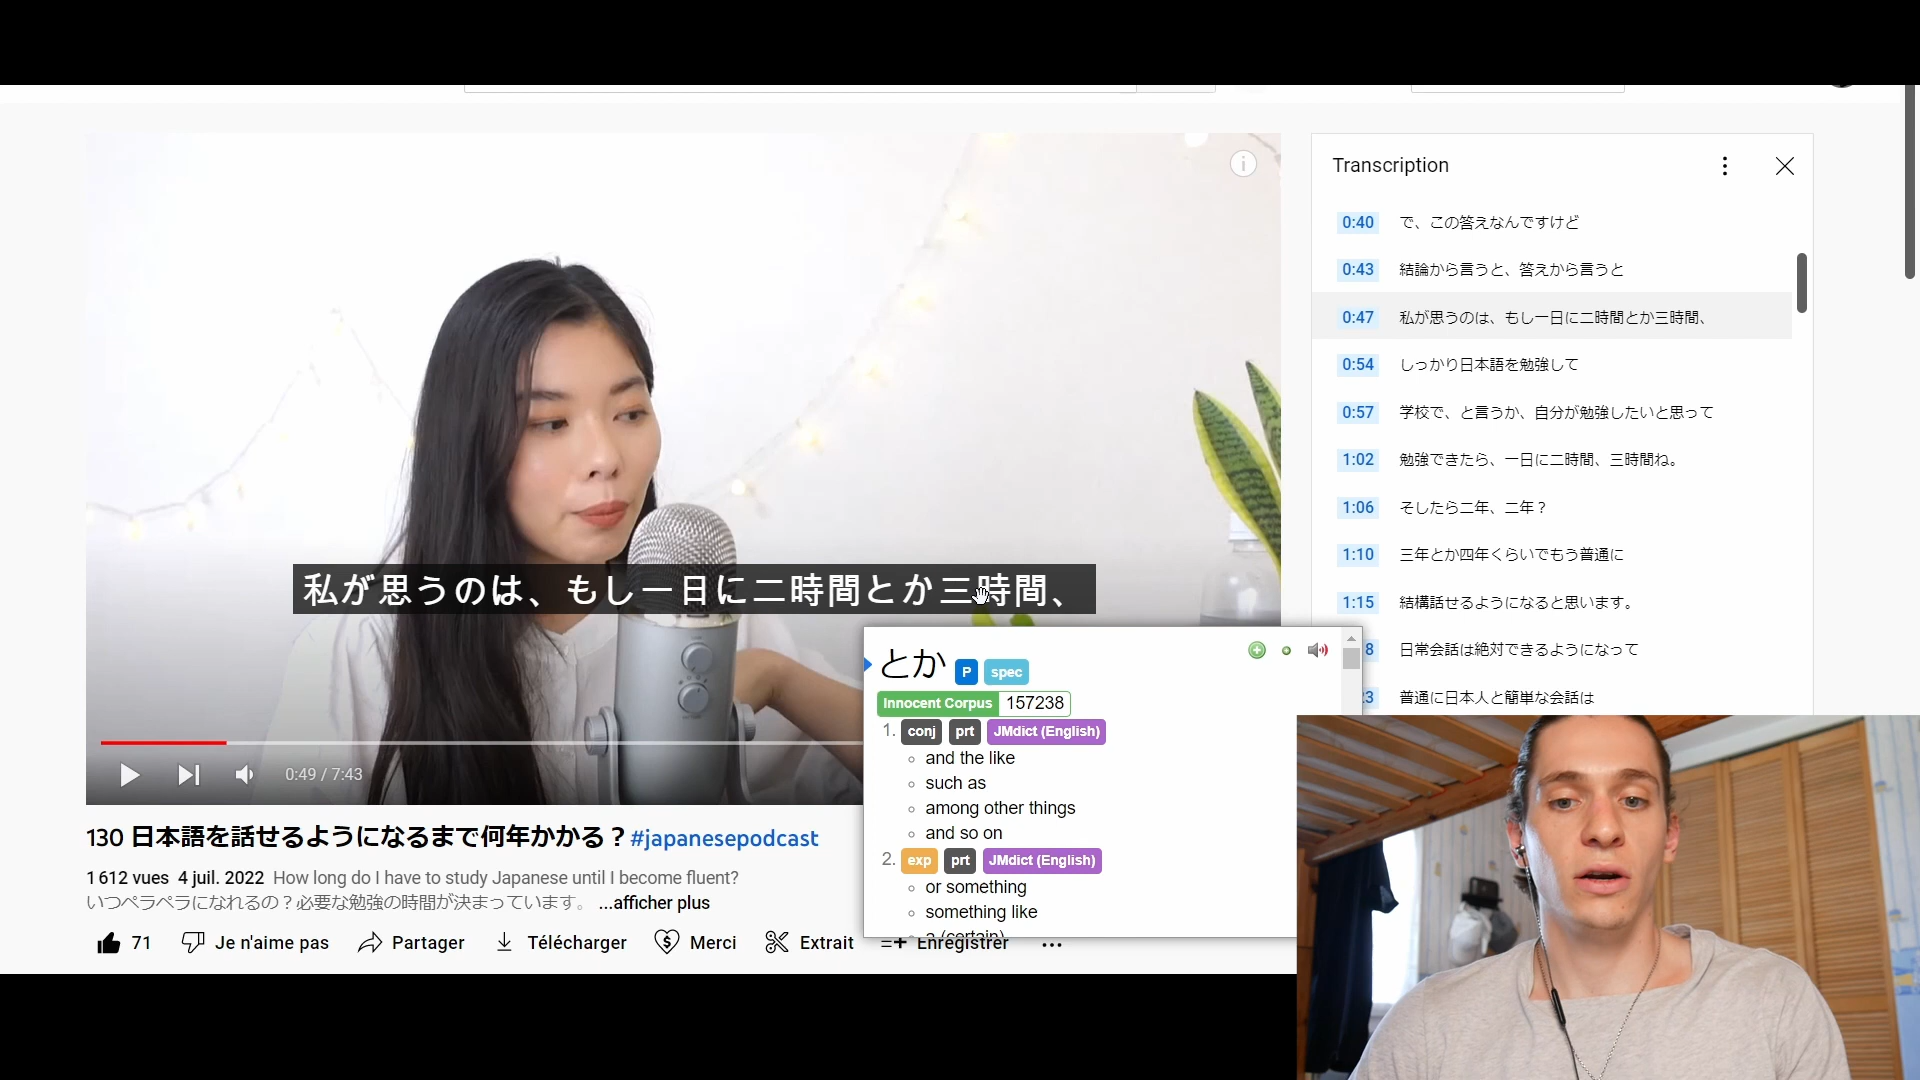 Transcription
0:40 で、この答えなんですけど
0:43 結論から言うと、答えから言うと
0:47 私が思うのは、もし一日に二時間とか三時間、
0:54 しっかり日本語を勉強して
0:57 学校で、と言うか、自分が勉強したいと思って
1:02 勉強できたら、一日に二時間、三時間ね。
1:06 そしたら二年、二年？
1:10 三年とか四年くらいでもう普通に
1:15 結構話せるようになると思います。
8 日常会話は絶対できるようになって
23 普通に日本人と簡単な会話は
私が思うのは、もし一日に二時間とか三時間、
とか P spec
Innocent Corpus 157238
1. conj prt JMdict (English)
and the like
such as
among other things
and so on
2. exp prt JMdict (English)
or something
something like
a (certain)
0:49 / 7:43
130 日本語を話せるようになるまで何年かかる？#japanesepodcast
1 612 vues 4 juil. 2022 How long do I have to study Japanese until I become fluent?
いつペラペラになれるの？必要な勉強の時間が決まっています。 ...afficher plus
71 Je n'aime pas Partager Télécharger Merci Extrait Enregistrer